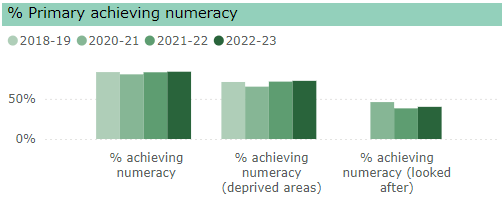 % Primary achieving numeracy
2018-19 2020-21 2021-22 2022-23
50%
0%
% achieving numeracy
% achieving numeracy (deprived areas)
% achieving numeracy (looked after)